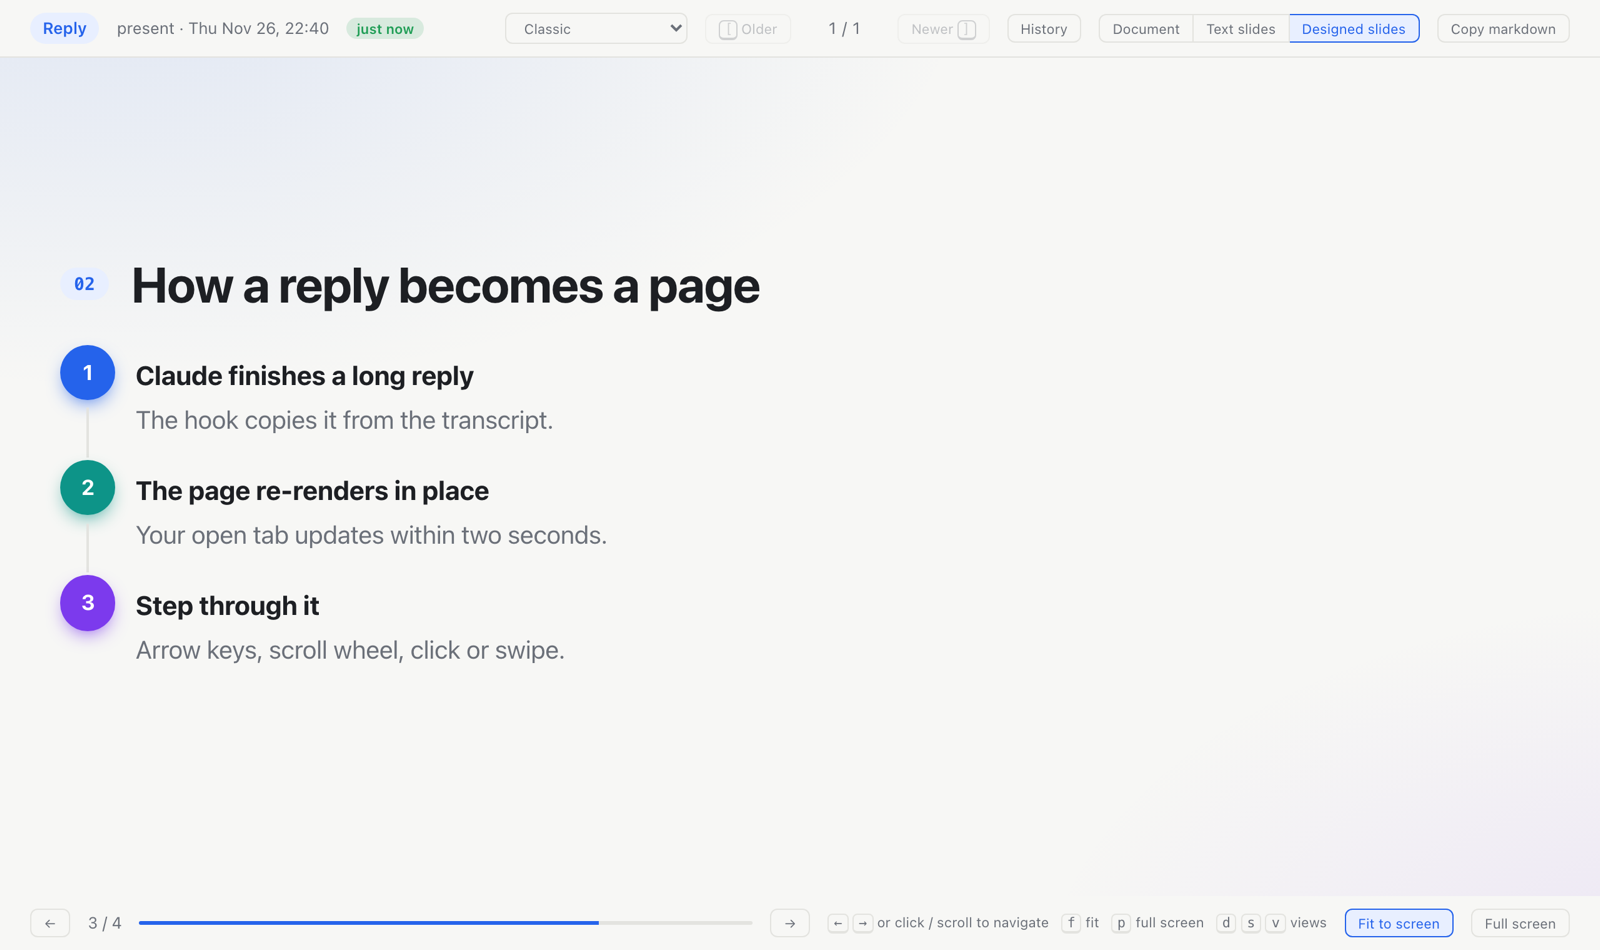 Reply present · Thu Nov 26, 22:40 just now Classic [ Older 1 / 1 Newer ] History Document Text slides Designed slides Copy markdown
02 How a reply becomes a page
1 Claude finishes a long reply
The hook copies it from the transcript.
2 The page re-renders in place
Your open tab updates within two seconds.
3 Step through it
Arrow keys, scroll wheel, click or swipe.
← 3 / 4 → ← → or click / scroll to navigate f fit p full screen d s v views Fit to screen Full screen